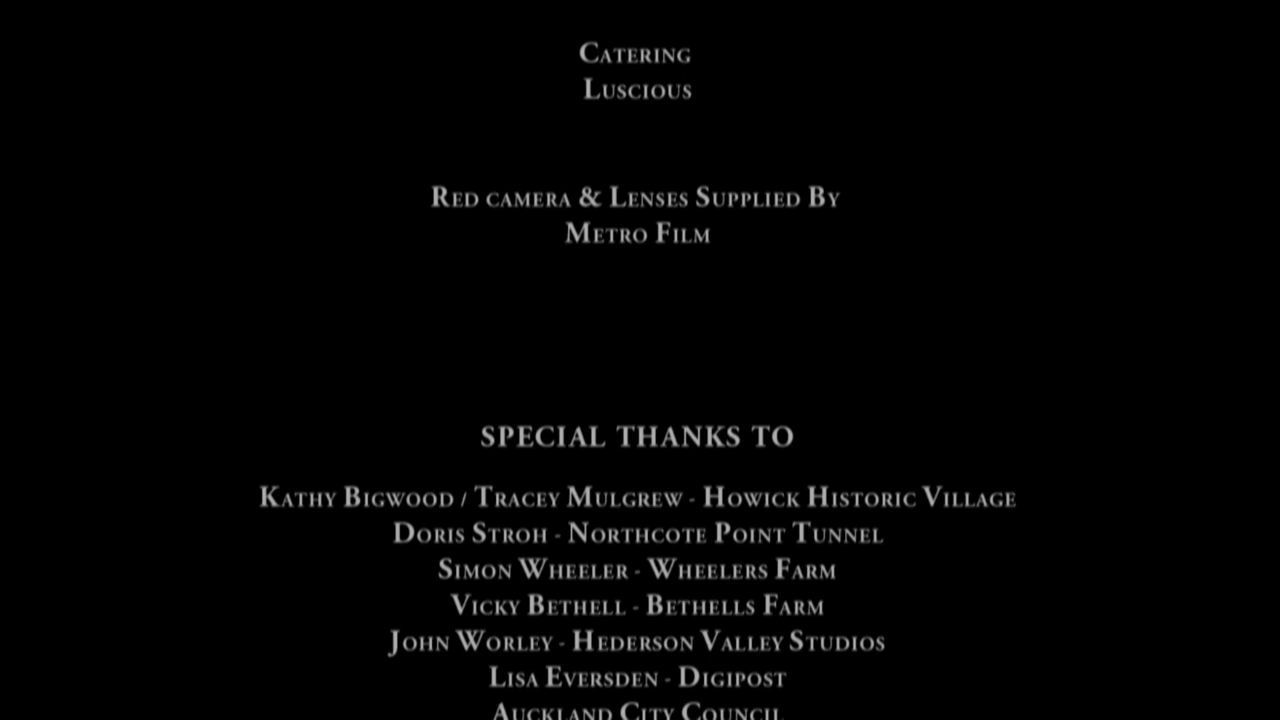 Catering
Luscious
Red camera & Lenses Supplied By
Metro Film
SPECIAL THANKS TO
Kathy Bigwood / Tracey Mulgrew - Howick Historic Village
Doris Stroh - Northcote Point Tunnel
Simon Wheeler - Wheelers Farm
Vicky Bethell - Bethells Farm
John Worley - Hederson Valley Studios
Lisa Eversden - Digipost
Auckland City Council